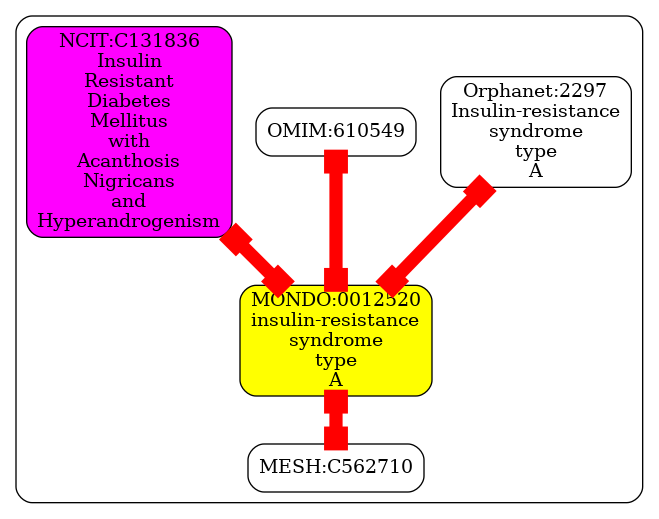 NCIT:C131836
Insulin
Resistant
Diabetes
Mellitus
with
Acanthosis
Nigricans
and
Hyperandrogenism
OMIM:610549
Orphanet:2297
Insulin-resistance
syndrome
type
A
MONDO:0012520
insulin-resistance
syndrome
type
A
MESH:C562710